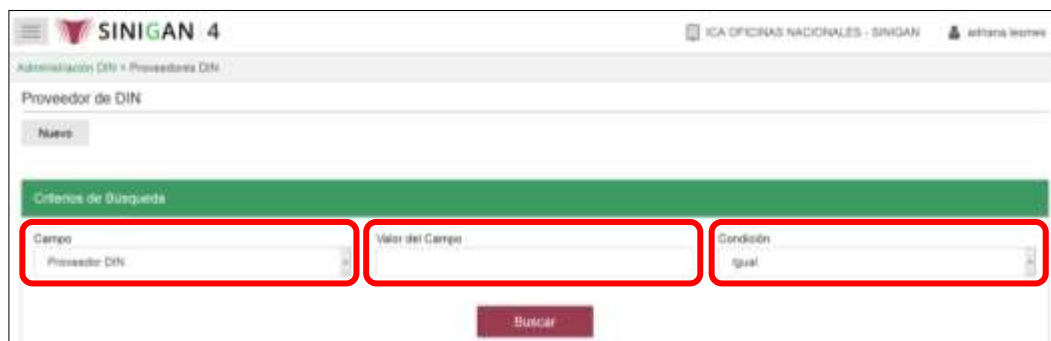 SINIGAN 4
ICA OFICINAS NACIONALES - SINIGAN
adriana lesmes
Administración DIN > Proveedores DIN
Proveedor de DIN
Nuevo
Criterios de Búsqueda
Campo
Valor del Campo
Condición
Proveedor DIN
Igual
Buscar